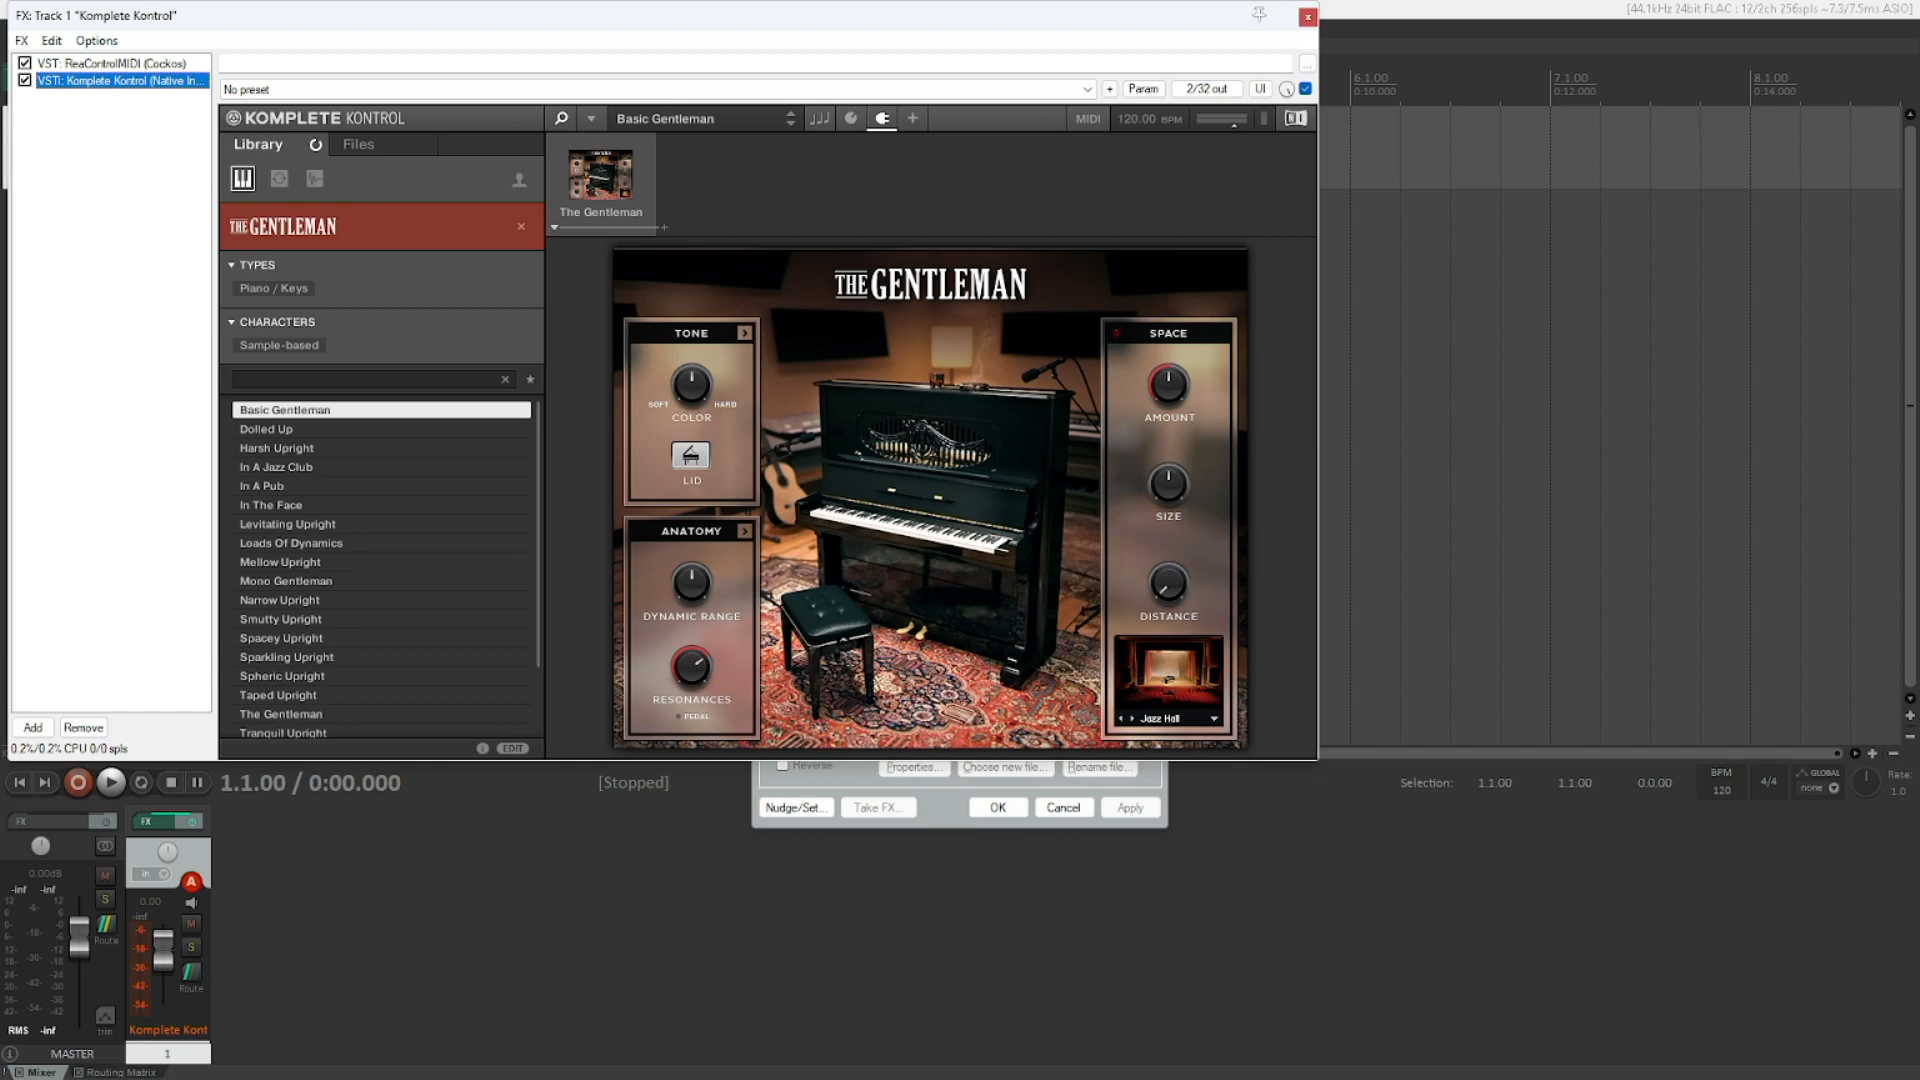 FX: Track 1 "Komplete Kontrol"
[44.1kHz 24bit FLAC : 12/2ch 256spls ~7.3/7.5ms ASIO]
FX Edit Options
VST: ReaControlMIDI (Cockos)
VSTi: Komplete Kontrol (Native In...
...
No preset
+ Param 2/32 out UI
6.1.00 7.1.00 8.1.00
0:10.000 0:12.000 0:14.000
KOMPLETE KONTROL
Basic Gentleman
MIDI 120.00 BPM
Library Files
THE GENTLEMAN
TYPES
Piano / Keys
CHARACTERS
Sample-based
Basic Gentleman
Dolled Up
Harsh Upright
In A Jazz Club
In A Pub
In The Face
Levitating Upright
Loads Of Dynamics
Mellow Upright
Mono Gentleman
Narrow Upright
Smutty Upright
Spacey Upright
Sparkling Upright
Spheric Upright
Taped Upright
The Gentleman
Tranquil Upright
EDIT
The Gentleman
THE GENTLEMAN
TONE
SOFT HARD
COLOR
LID
ANATOMY
DYNAMIC RANGE
RESONANCES
PEDAL
SPACE
AMOUNT
SIZE
DISTANCE
Jazz Hall
Add Remove
0.2%/0.2% CPU 0/0 spls
Reverse Properties... Choose new file... Rename file...
Nudge/Set... Take FX... OK Cancel Apply
1.1.00 / 0:00.000
[Stopped]
Selection: 1.1.00 1.1.00 0.0.00
BPM
120
4/4
GLOBAL
none
Rate:
1.0
FX FX
in
A
0.00dB
-inf -inf
M
S
Route
trim
RMS -inf
0.00
-inf
-6-
-18-
-30-
-42-
-54-
M
S
Route
Komplete Kont
MASTER 1
Mixer Routing Matrix